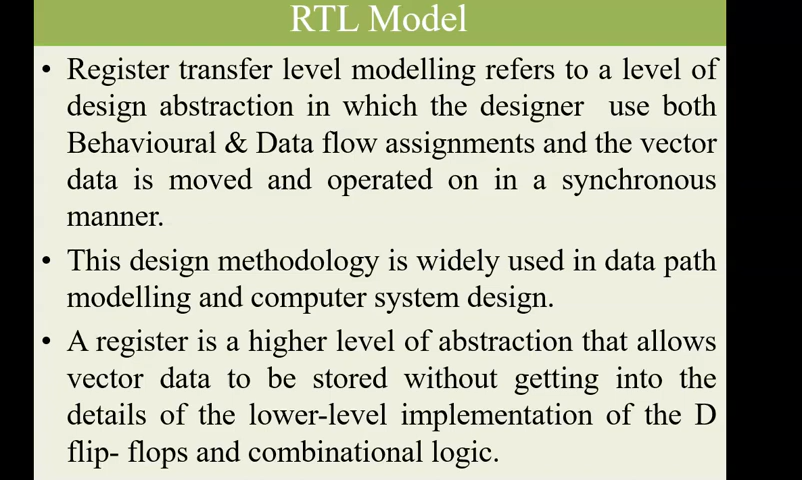 RTL Model
• Register transfer level modelling refers to a level of
design abstraction in which the designer use both
Behavioural & Data flow assignments and the vector
data is moved and operated on in a synchronous
manner.
• This design methodology is widely used in data path
modelling and computer system design.
• A register is a higher level of abstraction that allows
vector data to be stored without getting into the
details of the lower-level implementation of the D
flip- flops and combinational logic.